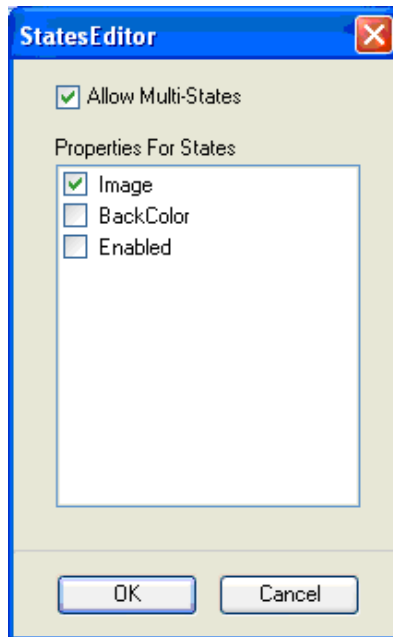 StatesEditor
Allow Multi-States
Properties For States
Image
BackColor
Enabled
OK
Cancel